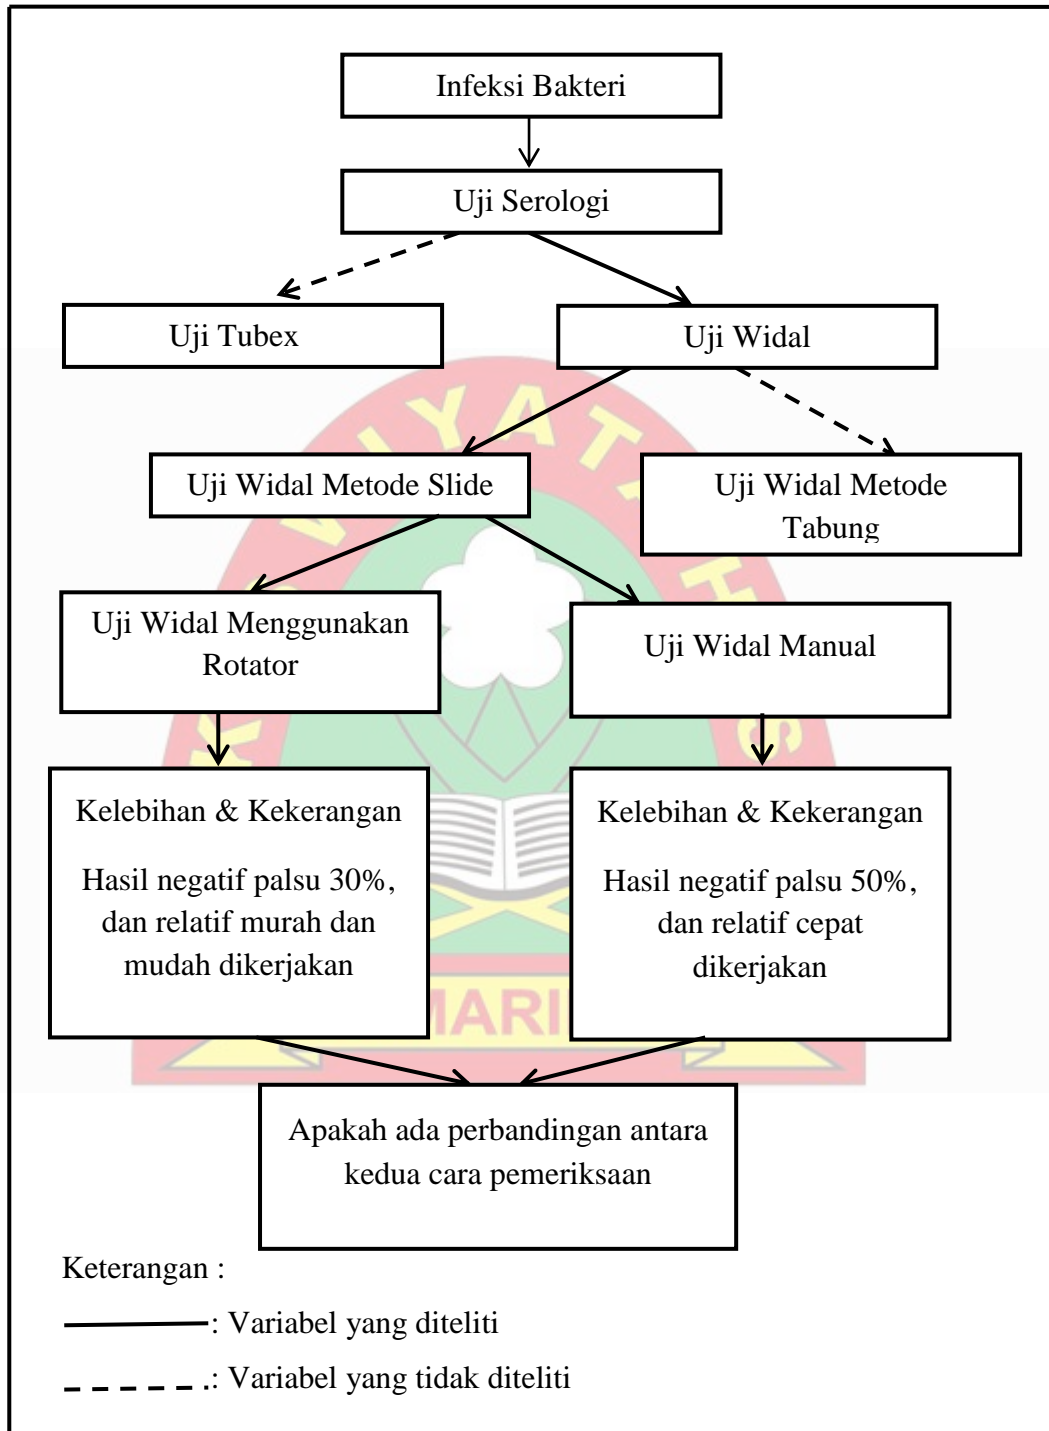 Infeksi Bakteri
Uji Serologi
Uji Tubex
Uji Widal
Uji Widal Metode Slide
Uji Widal Metode
Tabung
Uji Widal Menggunakan
Rotator
Uji Widal Manual
Kelebihan & Kekerangan
Hasil negatif palsu 30%,
dan relatif murah dan
mudah dikerjakan
Kelebihan & Kekerangan
Hasil negatif palsu 50%,
dan relatif cepat
dikerjakan
Apakah ada perbandingan antara
kedua cara pemeriksaan
Keterangan :
: Variabel yang diteliti
: Variabel yang tidak diteliti